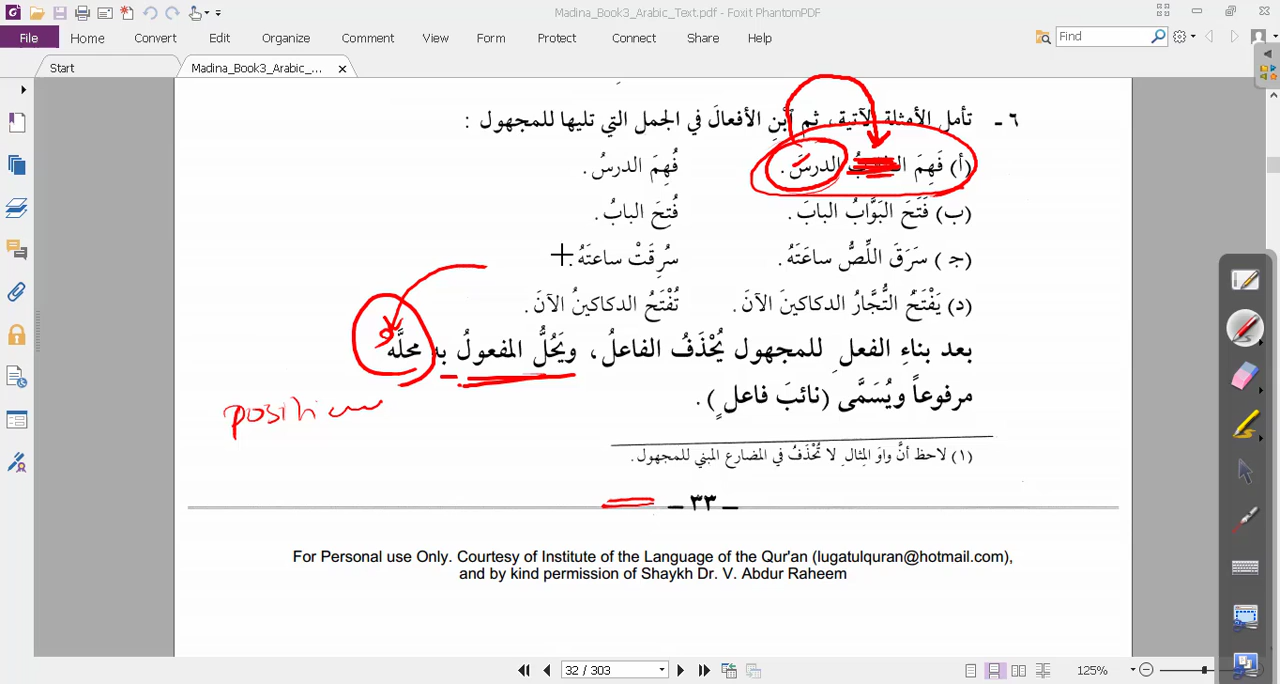 Madina_Book3_Arabic_Text.pdf - Foxit PhantomPDF
File Home Convert Edit Organize Comment View Form Protect Connect Share Help Find
Start Madina_Book3_Arabic_...
٦ - تأمل الأمثلة الآتية، ثم ٱبْنِ الأفعالَ في الجمل التي تليها للمجهول :
(أ) فَهِمَ الدرسَ . فُهِمَ الدرسُ .
(ب) فَتَحَ البَوَّابُ البابَ . فُتِحَ البابُ .
(جـ) سَرَقَ اللِّصُّ ساعَتَهُ . سُرِقَتْ ساعتَهُ .
(د) يَفْتَحُ التُّجَّارُ الدكاكينَ الآنَ . تُفْتَحُ الدكاكينُ الآنَ .
بعد بناءِ الفعلِ للمجهول يُحْذَفُ الفاعلُ، ويَحُلُّ المفعولُ به محلَّه
position
مرفوعاً ويُسَمَّى (نائبَ فاعلٍ) .
(١) لاحظ أنَّ واوَ المِثالِ لا تُحْذَفُ في المضارع المبني للمجهول .
– ٣٣ –
For Personal use Only. Courtesy of Institute of the Language of the Qur'an (lugatulquran@hotmail.com),
and by kind permission of Shaykh Dr. V. Abdur Raheem
32 / 303 125%